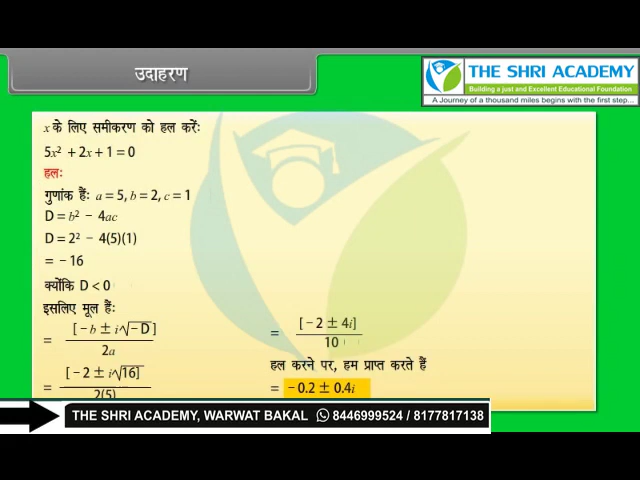 उदाहरण
THE SHRI ACADEMY
Building a just and Excellent Educational Foundation
A Journey of a thousand miles begins with the first step...
x के लिए समीकरण को हल करें:
5x² + 2x + 1 = 0
हल:
गुणांक हैं: a = 5, b = 2, c = 1
D = b² − 4ac
D = 2² − 4(5)(1)
= − 16
क्योंकि D < 0
इसलिए मूल हैं:
= [− b ± i√−D] / 2a
= [− 2 ± i√16] / 2(5)
= [− 2 ± 4i] / 10
हल करने पर, हम प्राप्त करते हैं
= − 0.2 ± 0.4i
THE SHRI ACADEMY, WARWAT BAKAL 8446999524 / 8177817138